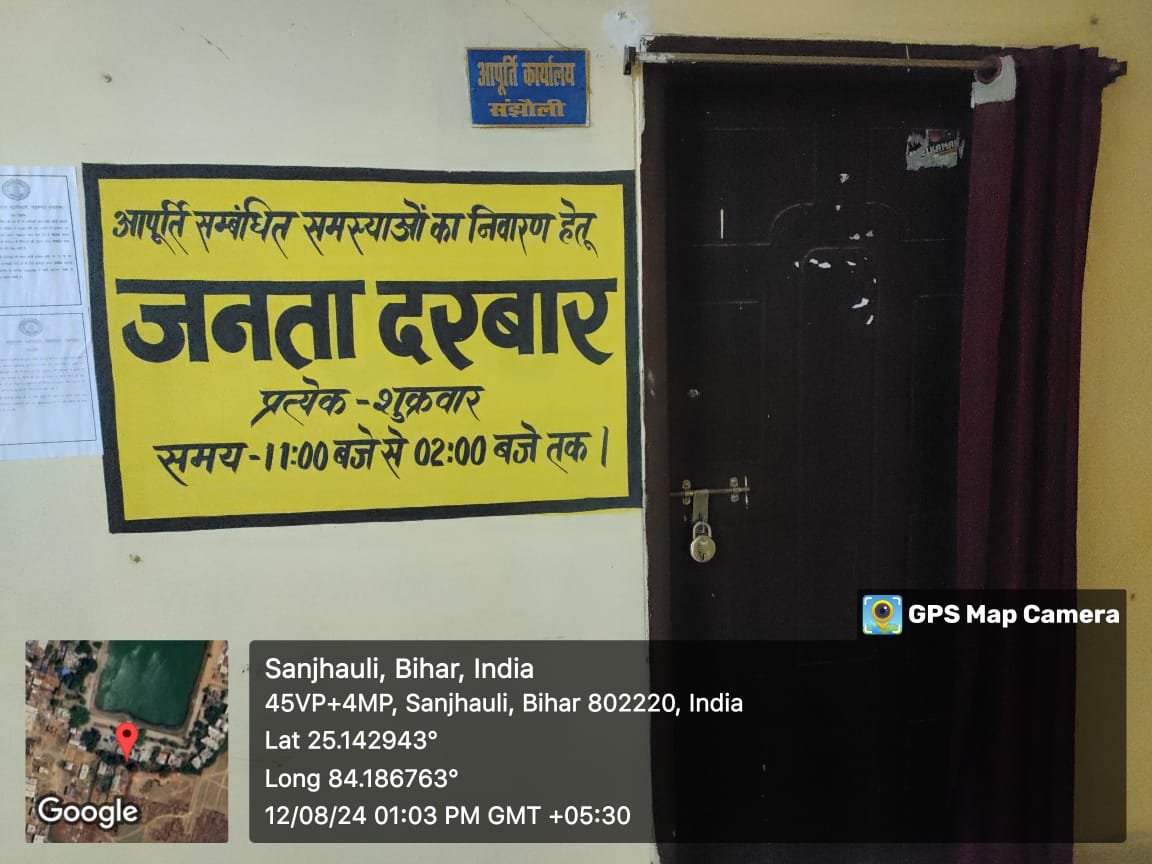 आपूर्ति कार्यालय
संझौली
आपूर्ति सम्बंधित समस्याओं का निवारण हेतू
जनता दरबार
प्रत्येक - शुक्रवार
समय - 11:00 बजे से 02:00 बजे तक |
GPS Map Camera
Sanjhauli, Bihar, India
45VP+4MP, Sanjhauli, Bihar 802220, India
Lat 25.142943°
Long 84.186763°
12/08/24 01:03 PM GMT +05:30
Google